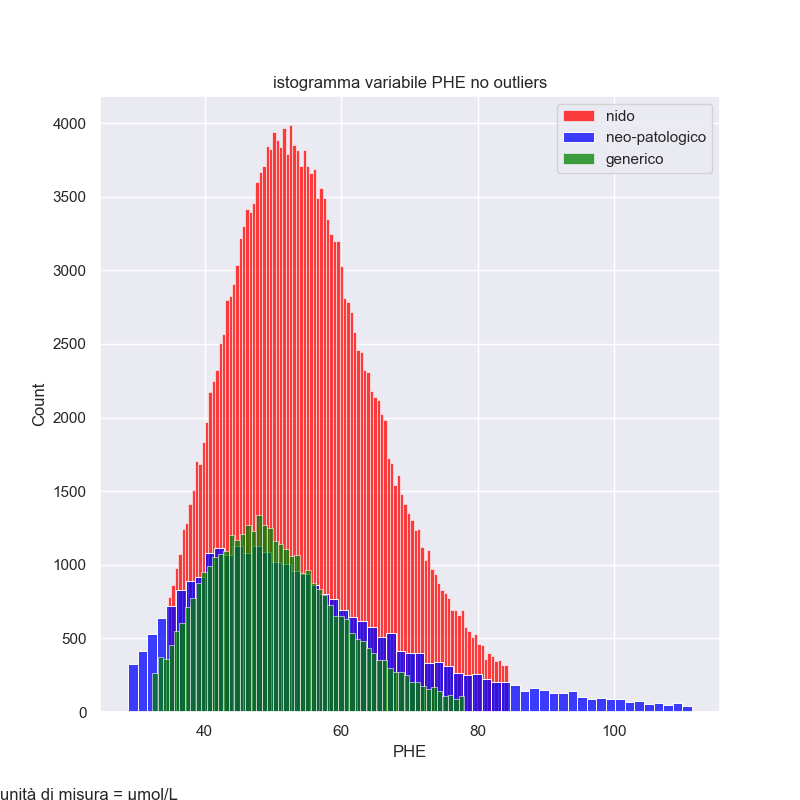 istogramma variabile PHE no outliers
nido
neo-patologico
generico
Count
4000
3500
3000
2500
2000
1500
1000
500
0
40
60
80
100
PHE
unità di misura = μmol/L